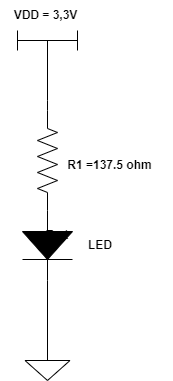 VDD = 3,3V
R1 =137.5 ohm
LED